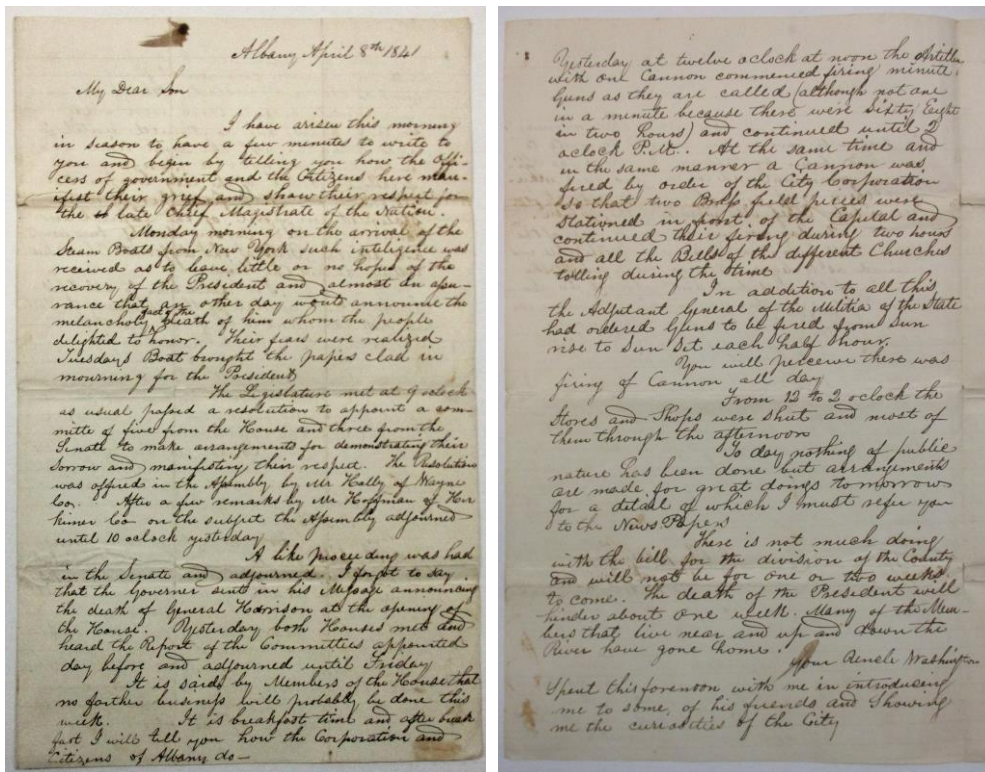 Albany April 8th 1841
My Dear Son
I have arisen this morning
in season to have a few minutes to write to
you and begin by telling you how the Offi-
cers of government and the Citizens here man-
ifest their grief and show their respect for
the late Chief Magistrate of the Nation.
Monday morning on the arrival of the
Steam Boats from New York such inteligence was
received as to leave little or no hopes of the
recovery of the President and almost an assu-
rance that an other day would announce the
melancholy fact of the death of him whom the people
delighted to honor. Their fears were realized
Tuesdays Boat brought the papers clad in
mourning for the President
The Legislature met at 9 oclock
as usual passed a resolution to appoint a com-
mitte of five from the House and three from the
Senate to make arrangements for demonstrating their
sorrow and manifesting their respect. The Resolution
was offired in the Assembly by Mr Holly of Wayne
Co. After a few remarks by Mr Hoffman of Her
kimer Co on the subject the Assembly adjourned
until 10 oclock yesterday
A like proceeding was had
in the Senate and adjourned. I forgot to say
that the Governer sent in his Message announcing
the death of General Harrison at the opening of
the House. Yesterday both Houses met and
heard the Report of the Committees appointed
day before and adjourned until Friday
It is said by Members of the House that
no further business will probably be done this
week. It is breakfast time and after break
fast I will tell you how the Corporation and
Citizens of Albany do—
Yesterday at twelve oclock at noon the
with one Cannon commenced firing minute
Guns as they are called (although not one
in a minute because there were Sixty Eight
in two hours) and continued until 2
oclock P.M. At the same time and
in the same manner a Cannon was
fired by order of the City Corporation
so that two Brass field pieces were
stationed in front of the Capital and
continued their firing during two hours
and all the Bells of the different Churches
tolling during the time
In addition to all this
the Adjutant General of the Militia of the State
had ordered Guns to be fired from Sun
rise to Sun Set each half hour.
You will perceive there was
firing of Cannon all day
From 12 to 2 oclock the
Stores and Shops were shut and most of
them through the afternoon
To day nothing of public
nature has been done but arrangements
are made for great doings tomorrow
for a detail of which I must refer you
to the News Papers
There is not much doing
with the bill for the division of the County
and will not be for one or two weeks
to come. The death of the President will
hinder about one week. Many of the Mem-
bers that live near and up and down the
River have gone home.
Your Uncle Washington
Spent this forenoon with me in introducing
me to some of his friends and Showing
me the curiosities of the City